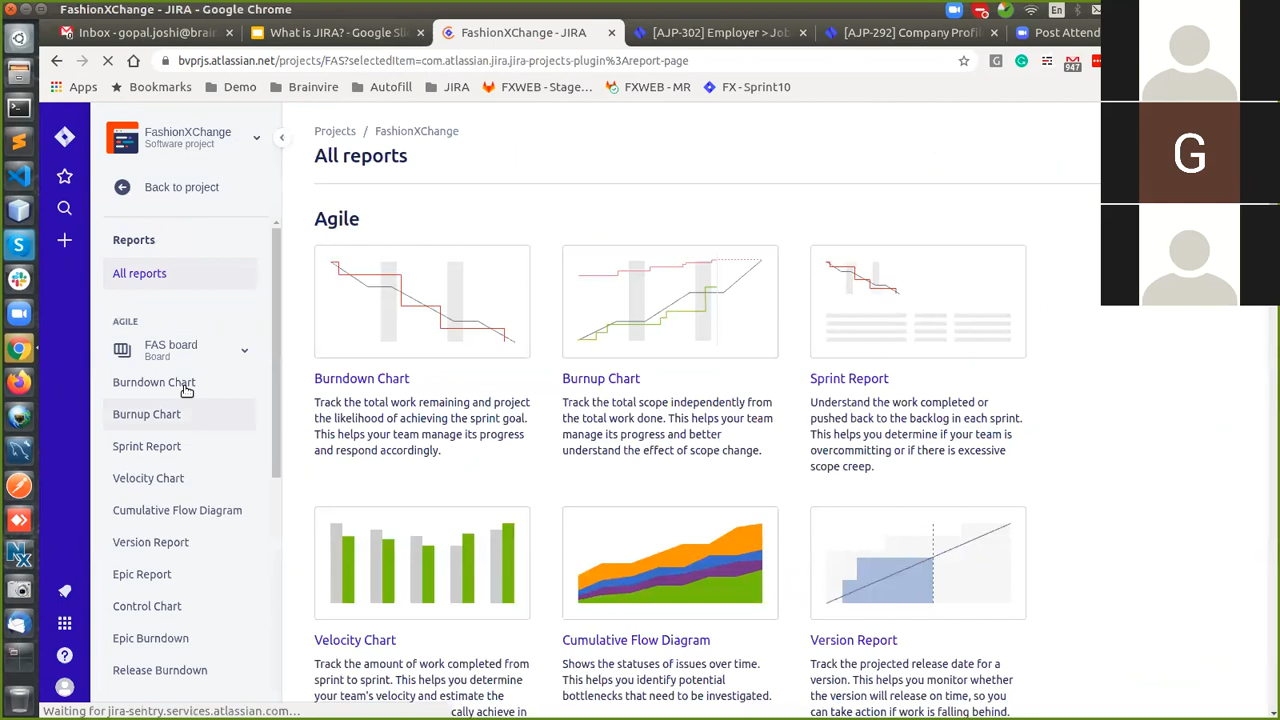 FashionXChange - JIRA - Google Chrome
En
Inbox - gopal.joshi@brain
What is JIRA? - Google Sli
FashionXChange - JIRA
[AJP-302] Employer > Job
[AJP-292] Company Profi
Post Attend
bvprjs.atlassian.net/projects/FAS?selectedItem=com.atlassian.jira.jira-projects-plugin%3Areport-page
947
Apps
Bookmarks
Demo
Brainvire
Autofill
JIRA
FXWEB - Stage...
FXWEB - MR
FX - Sprint10
FashionXChange
Software project
Back to project
Reports
All reports
AGILE
FAS board
Board
Burndown Chart
Burnup Chart
Sprint Report
Velocity Chart
Cumulative Flow Diagram
Version Report
Epic Report
Control Chart
Epic Burndown
Release Burndown
Projects / FashionXChange
All reports
Agile
Burndown Chart
Track the total work remaining and project
the likelihood of achieving the sprint goal.
This helps your team manage its progress
and respond accordingly.
Burnup Chart
Track the total scope independently from
the total work done. This helps your team
manage its progress and better
understand the effect of scope change.
Sprint Report
Understand the work completed or
pushed back to the backlog in each sprint.
This helps you determine if your team is
overcommitting or if there is excessive
scope creep.
Velocity Chart
Track the amount of work completed from
sprint to sprint. This helps you determine
your team's velocity and estimate the
cally achieve in
Cumulative Flow Diagram
Shows the statuses of issues over time.
This helps you identify potential
bottlenecks that need to be investigated.
Version Report
Track the projected release date for a
version. This helps you monitor whether
the version will release on time, so you
can take action if work is falling behind.
Waiting for jira-sentry.services.atlassian.com...
G